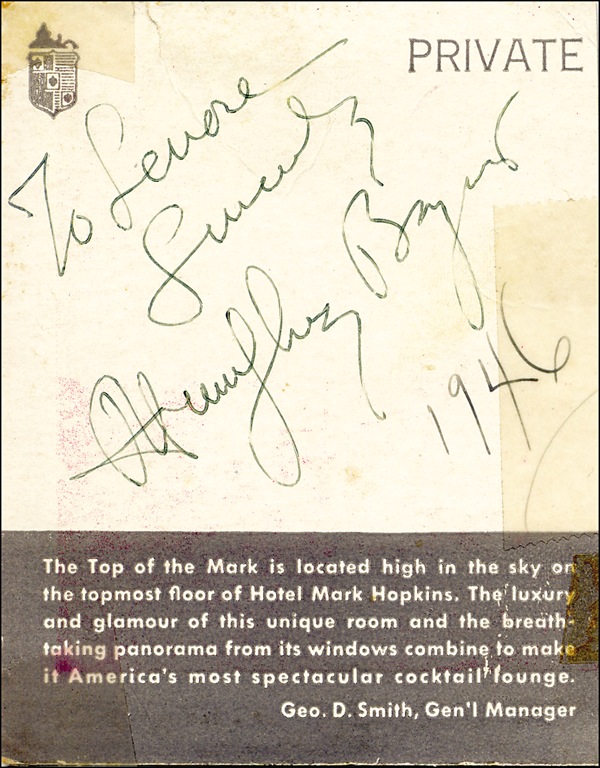 PRIVATE
To Lenore
Sincerely
Humphrey Bogart
1946
The Top of the Mark is located high in the sky on
the topmost floor of Hotel Mark Hopkins. The luxury
and glamour of this unique room and the breath-
taking panorama from its windows combine to make
it America's most spectacular cocktail lounge.
Geo. D. Smith, Gen'l Manager